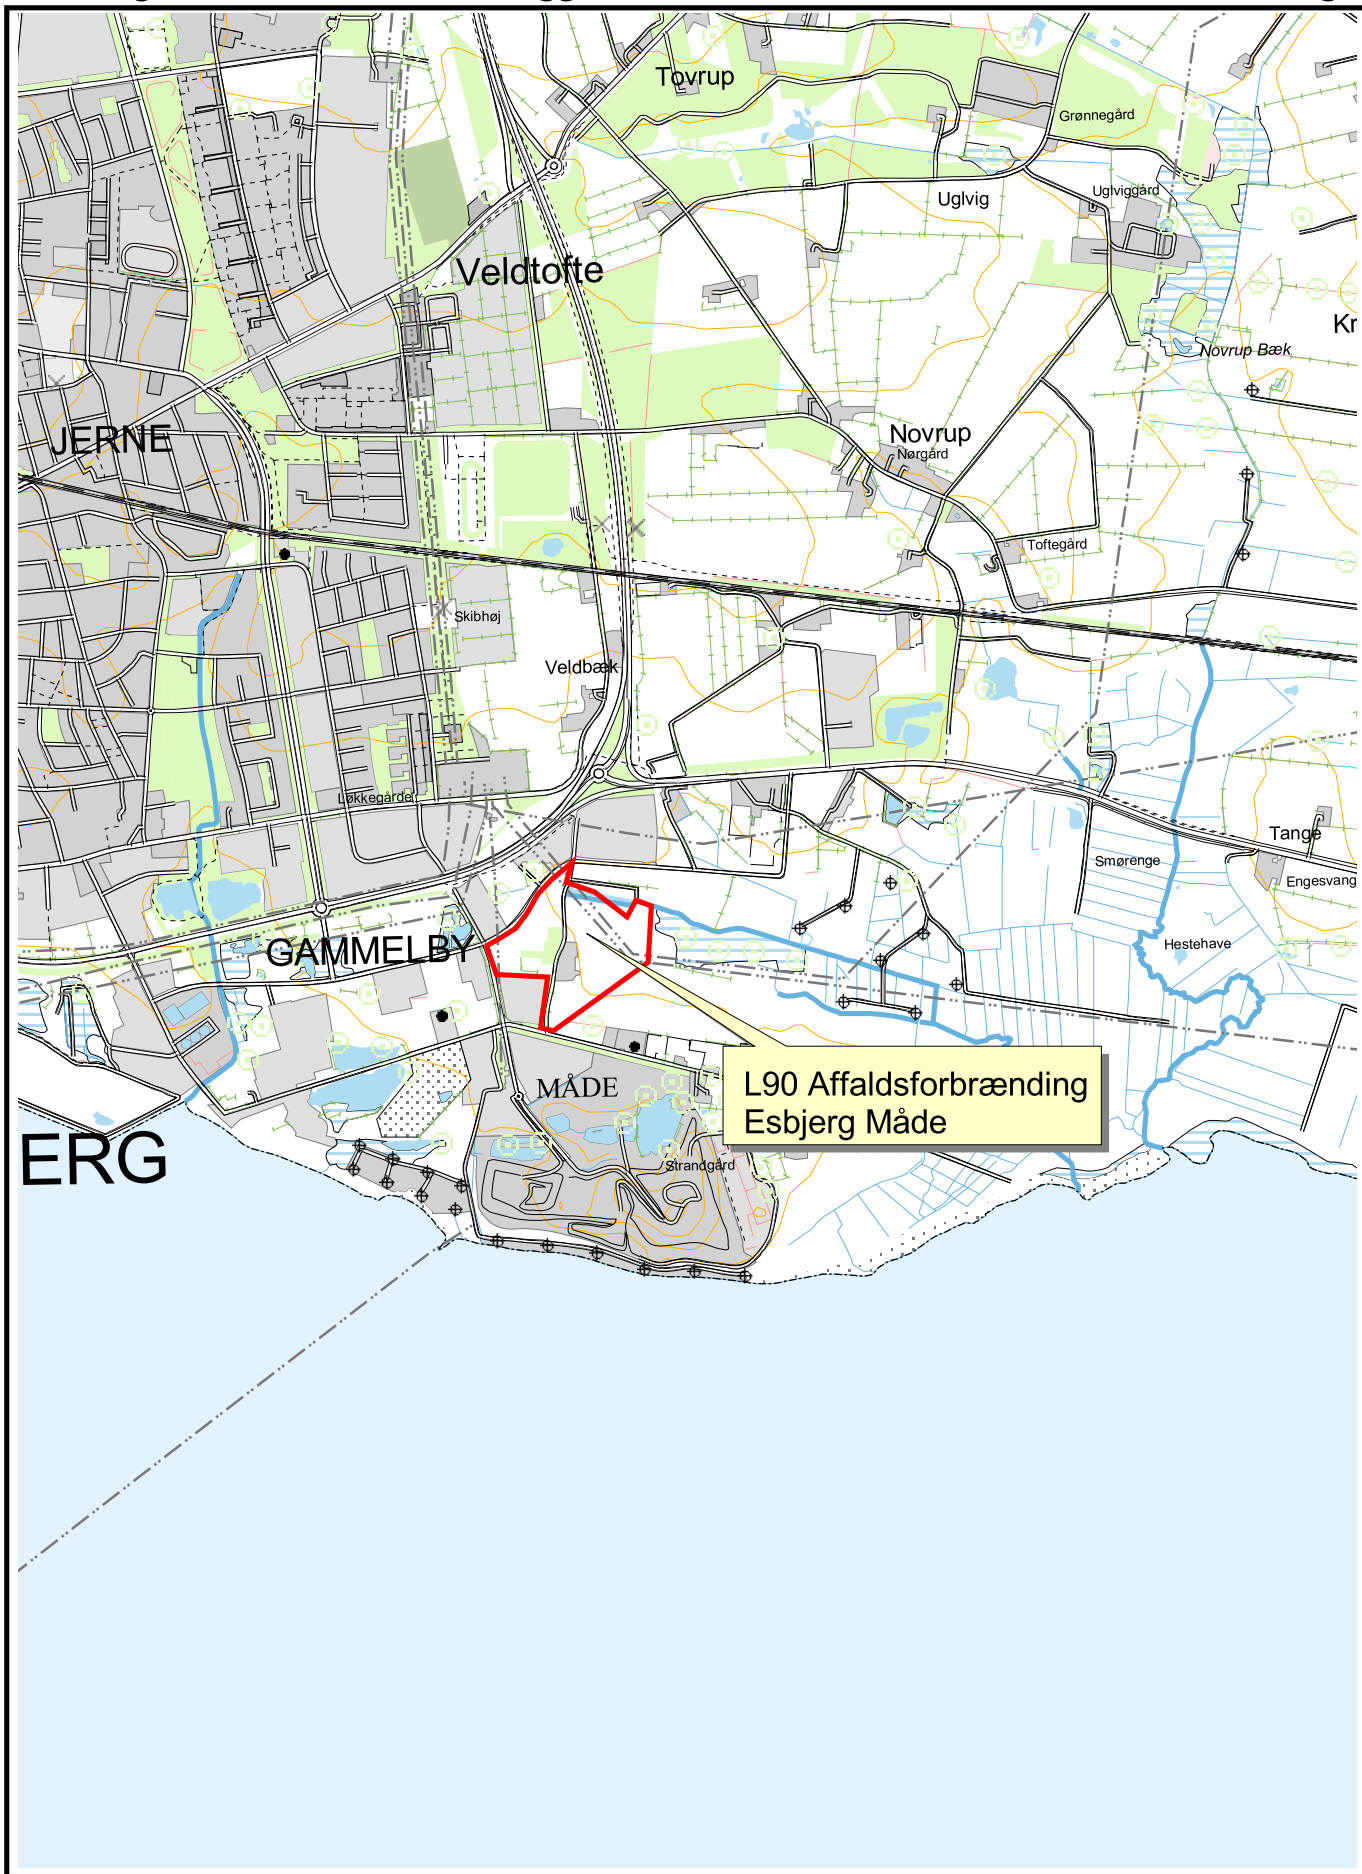 Tovrup
Grønnegård
Uglviggård
Uglvig
Veldtofte
Kr
Novrup Bæk
JERNE
Novrup
Nørgård
Toftegård
Skibhøj
Veldbæk
Løkkegårde
Tange
Smørenge
Engesvang
GAMMELBY
Hestehave
L90 Affaldsforbrænding
Esbjerg Måde
MÅDE
ERG
Strandgård